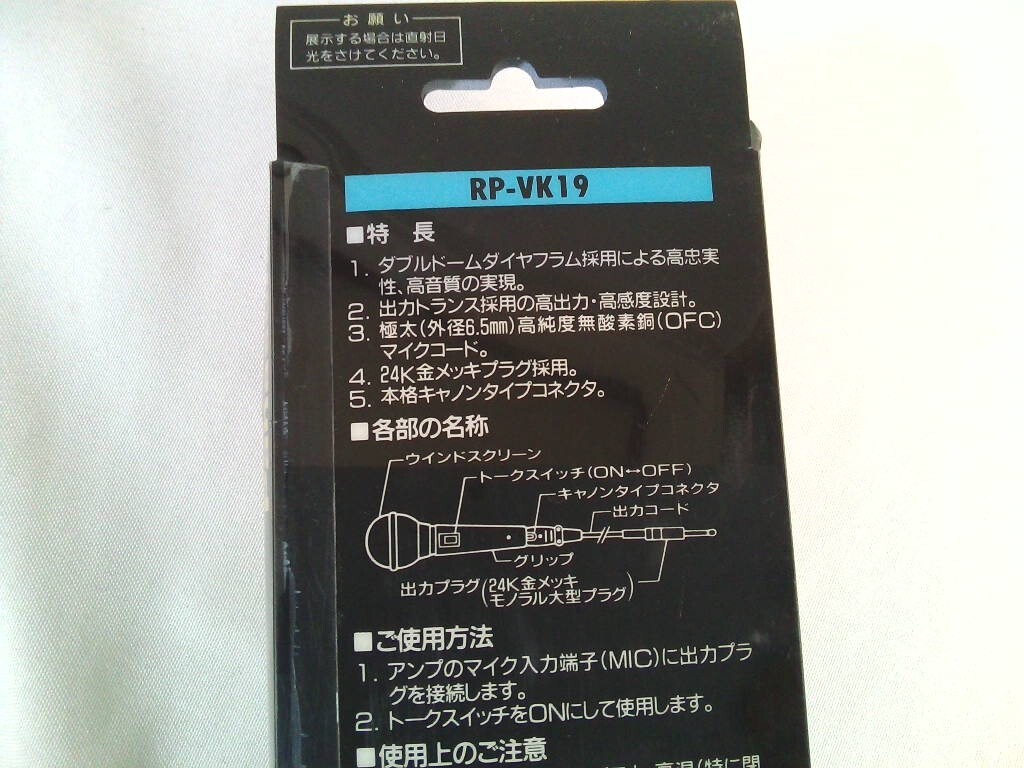 お願い
展示する場合は直射日
光をさけてください。
RP-VK19
■特 長
1. ダブルドームダイヤフラム採用による高忠実
性、高音質の実現。
2. 出力トランス採用の高出力・高感度設計。
3. 極太(外径6.5mm)高純度無酸素銅(OFC)
マイクコード。
4. 24K金メッキプラグ採用。
5. 本格キャノンタイプコネクタ。
■各部の名称
ウインドスクリーン
トークスイッチ(ON↔OFF)
キャノンタイプコネクタ
出力コード
グリップ
出力プラグ(24K金メッキ
モノラル大型プラグ)
■ご使用方法
1. アンプのマイク入力端子(MIC)に出力プラ
グを接続します。
2. トークスイッチをONにして使用します。
■使用上のご注意
高温(特に閉